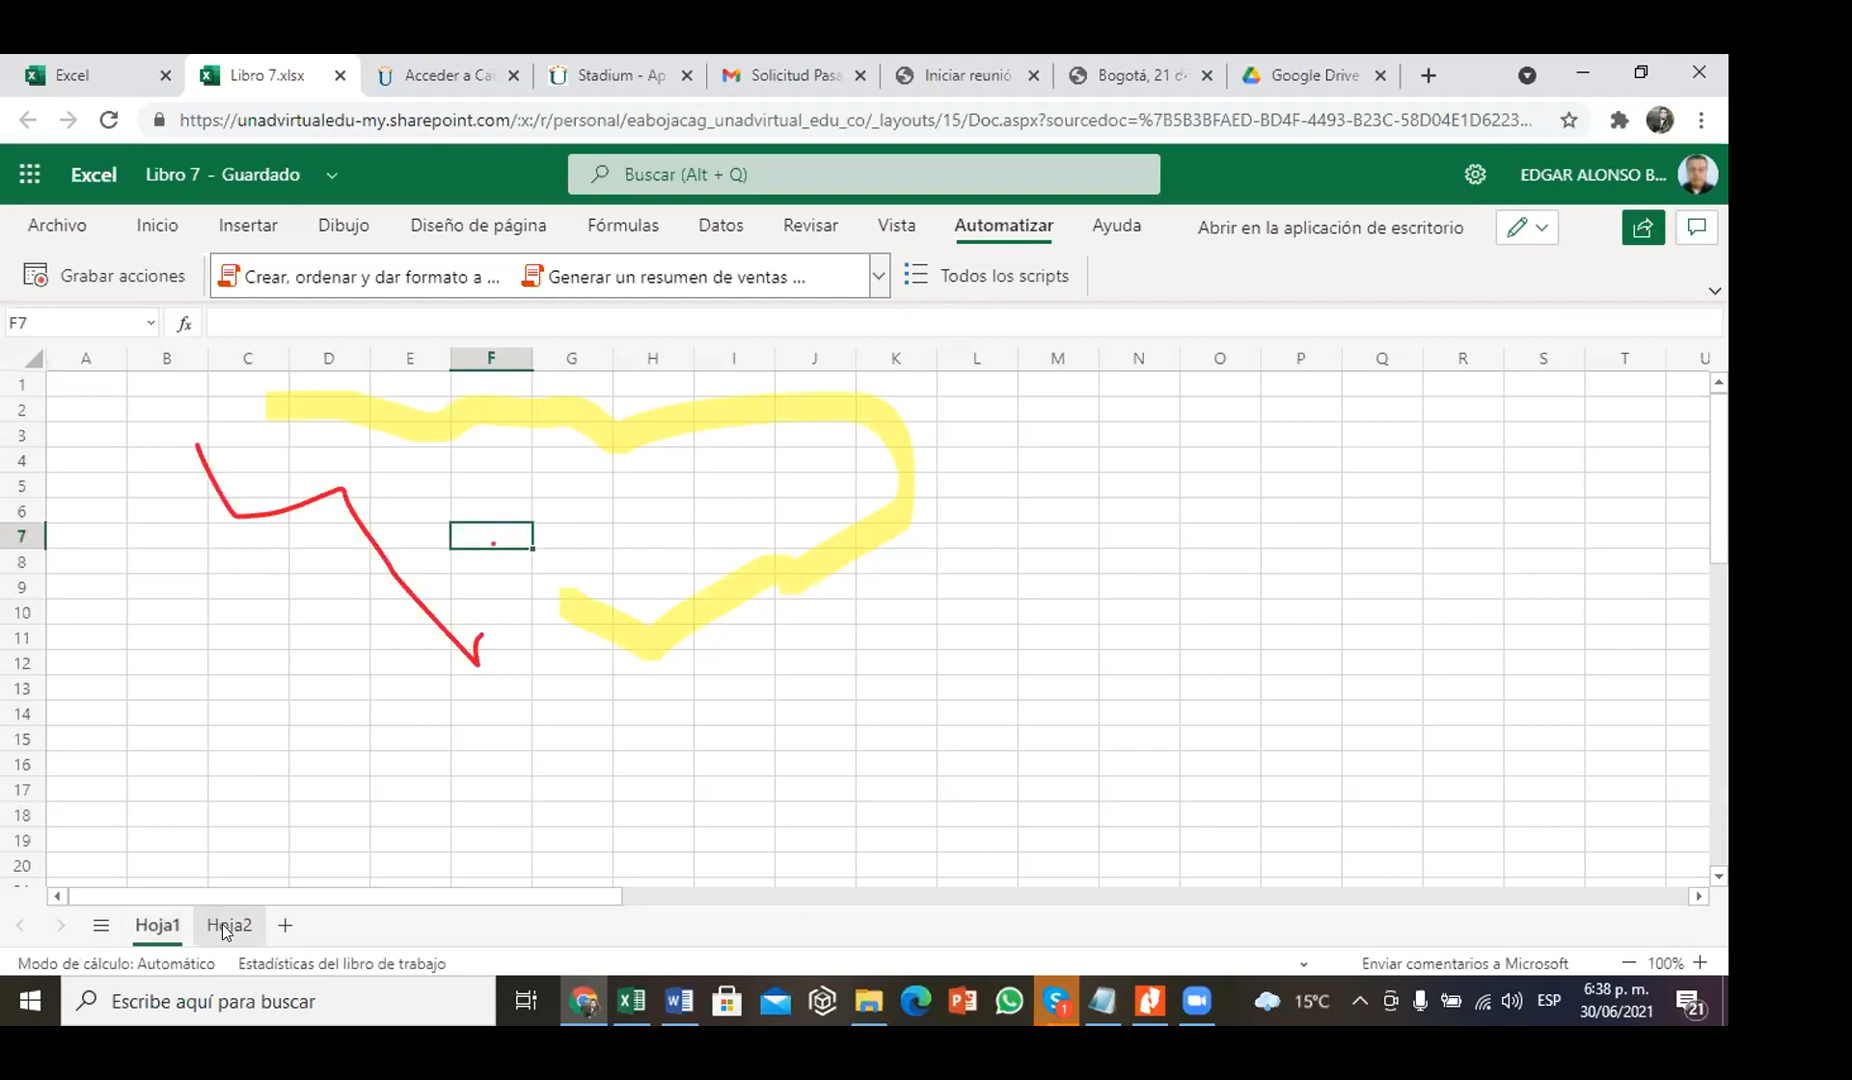 Excel Libro 7.xlsx Acceder a Ca Stadium - Ap Solicitud Pasa Iniciar reunió Bogotá, 21 d Google Drive
https://unadvirtualedu-my.sharepoint.com/:x:/r/personal/eabojacag_unadvirtual_edu_co/_layouts/15/Doc.aspx?sourcedoc=%7B5B3BFAED-BD4F-4493-B23C-58D04E1D6223...
Excel Libro 7 - Guardado Buscar (Alt + Q) EDGAR ALONSO B...
Archivo Inicio Insertar Dibujo Diseño de página Fórmulas Datos Revisar Vista Automatizar Ayuda Abrir en la aplicación de escritorio
Grabar acciones Crear, ordenar y dar formato a ... Generar un resumen de ventas ... Todos los scripts
F7 fx
A B C D E F G H I J K L M N O P Q R S T U
1
2
3
4
5
6
7
8
9
10
11
12
13
14
15
16
17
18
19
20
Hoja1 Hoja2
Modo de cálculo: Automático Estadísticas del libro de trabajo Enviar comentarios a Microsoft 100%
Escribe aquí para buscar 15°C ESP 6:38 p. m.
30/06/2021 21